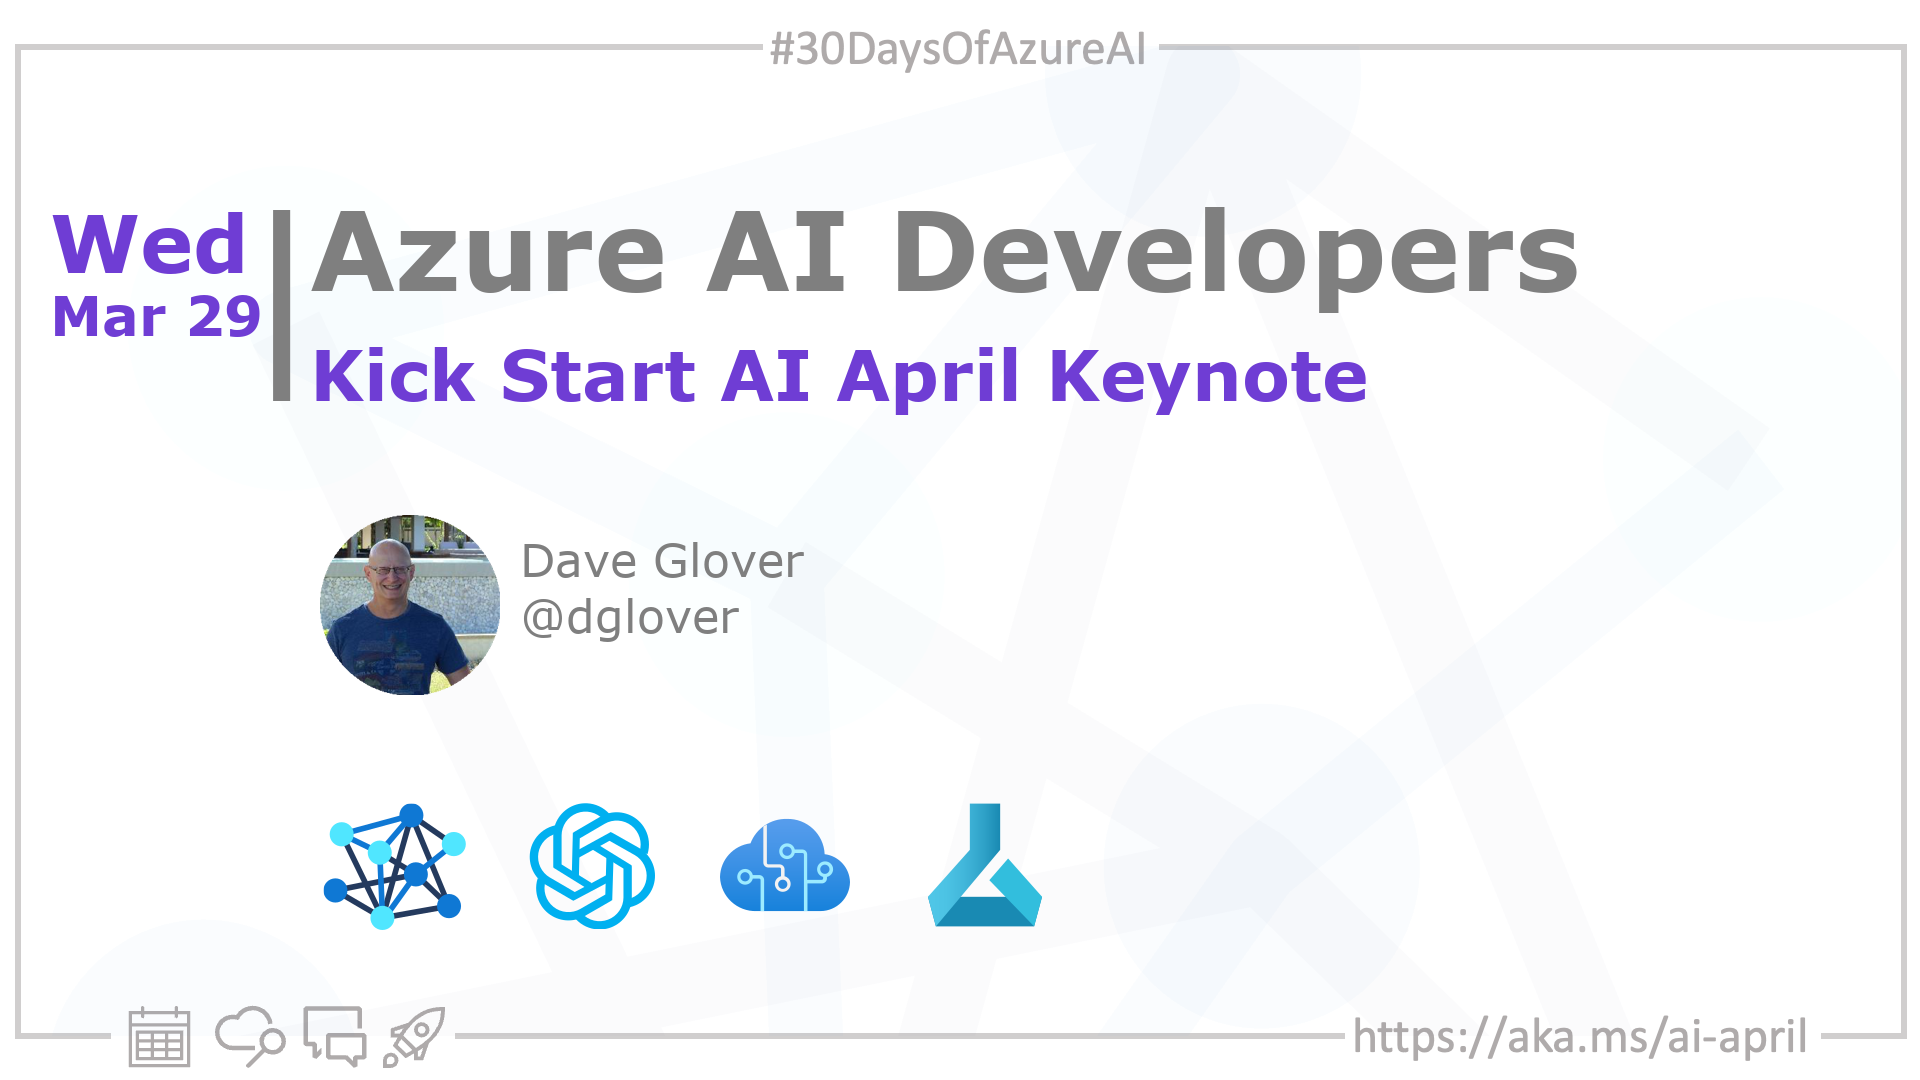 #30DaysOfAzureAI
Wed
Mar 29
Azure AI Developers
Kick Start AI April Keynote
Dave Glover
@dglover
https://aka.ms/ai-april